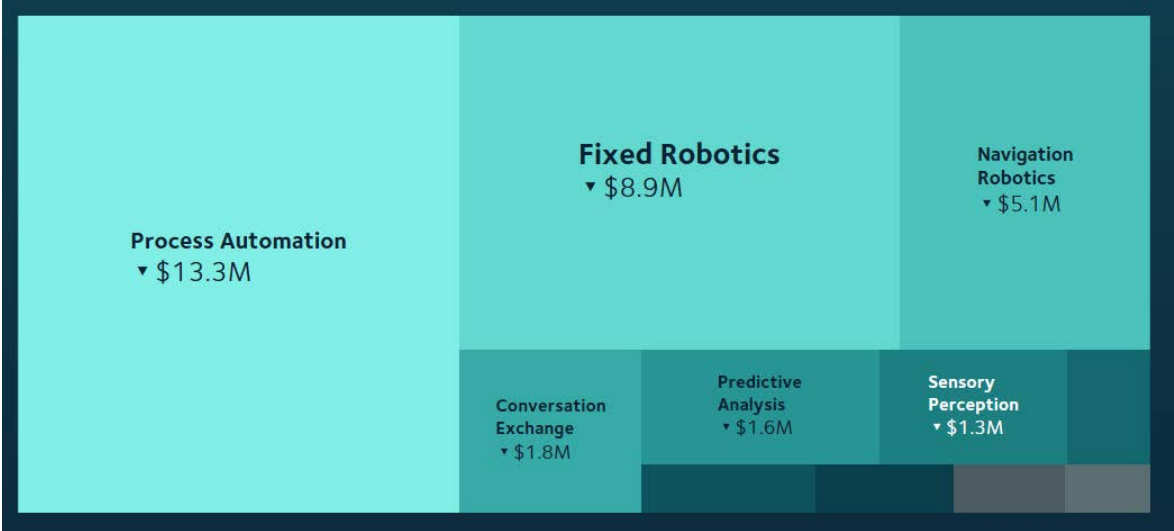 Process Automation
▼ $13.3M
Fixed Robotics
▼ $8.9M
Navigation
Robotics
▼ $5.1M
Conversation
Exchange
▼ $1.8M
Predictive
Analysis
▼ $1.6M
Sensory
Perception
▼ $1.3M